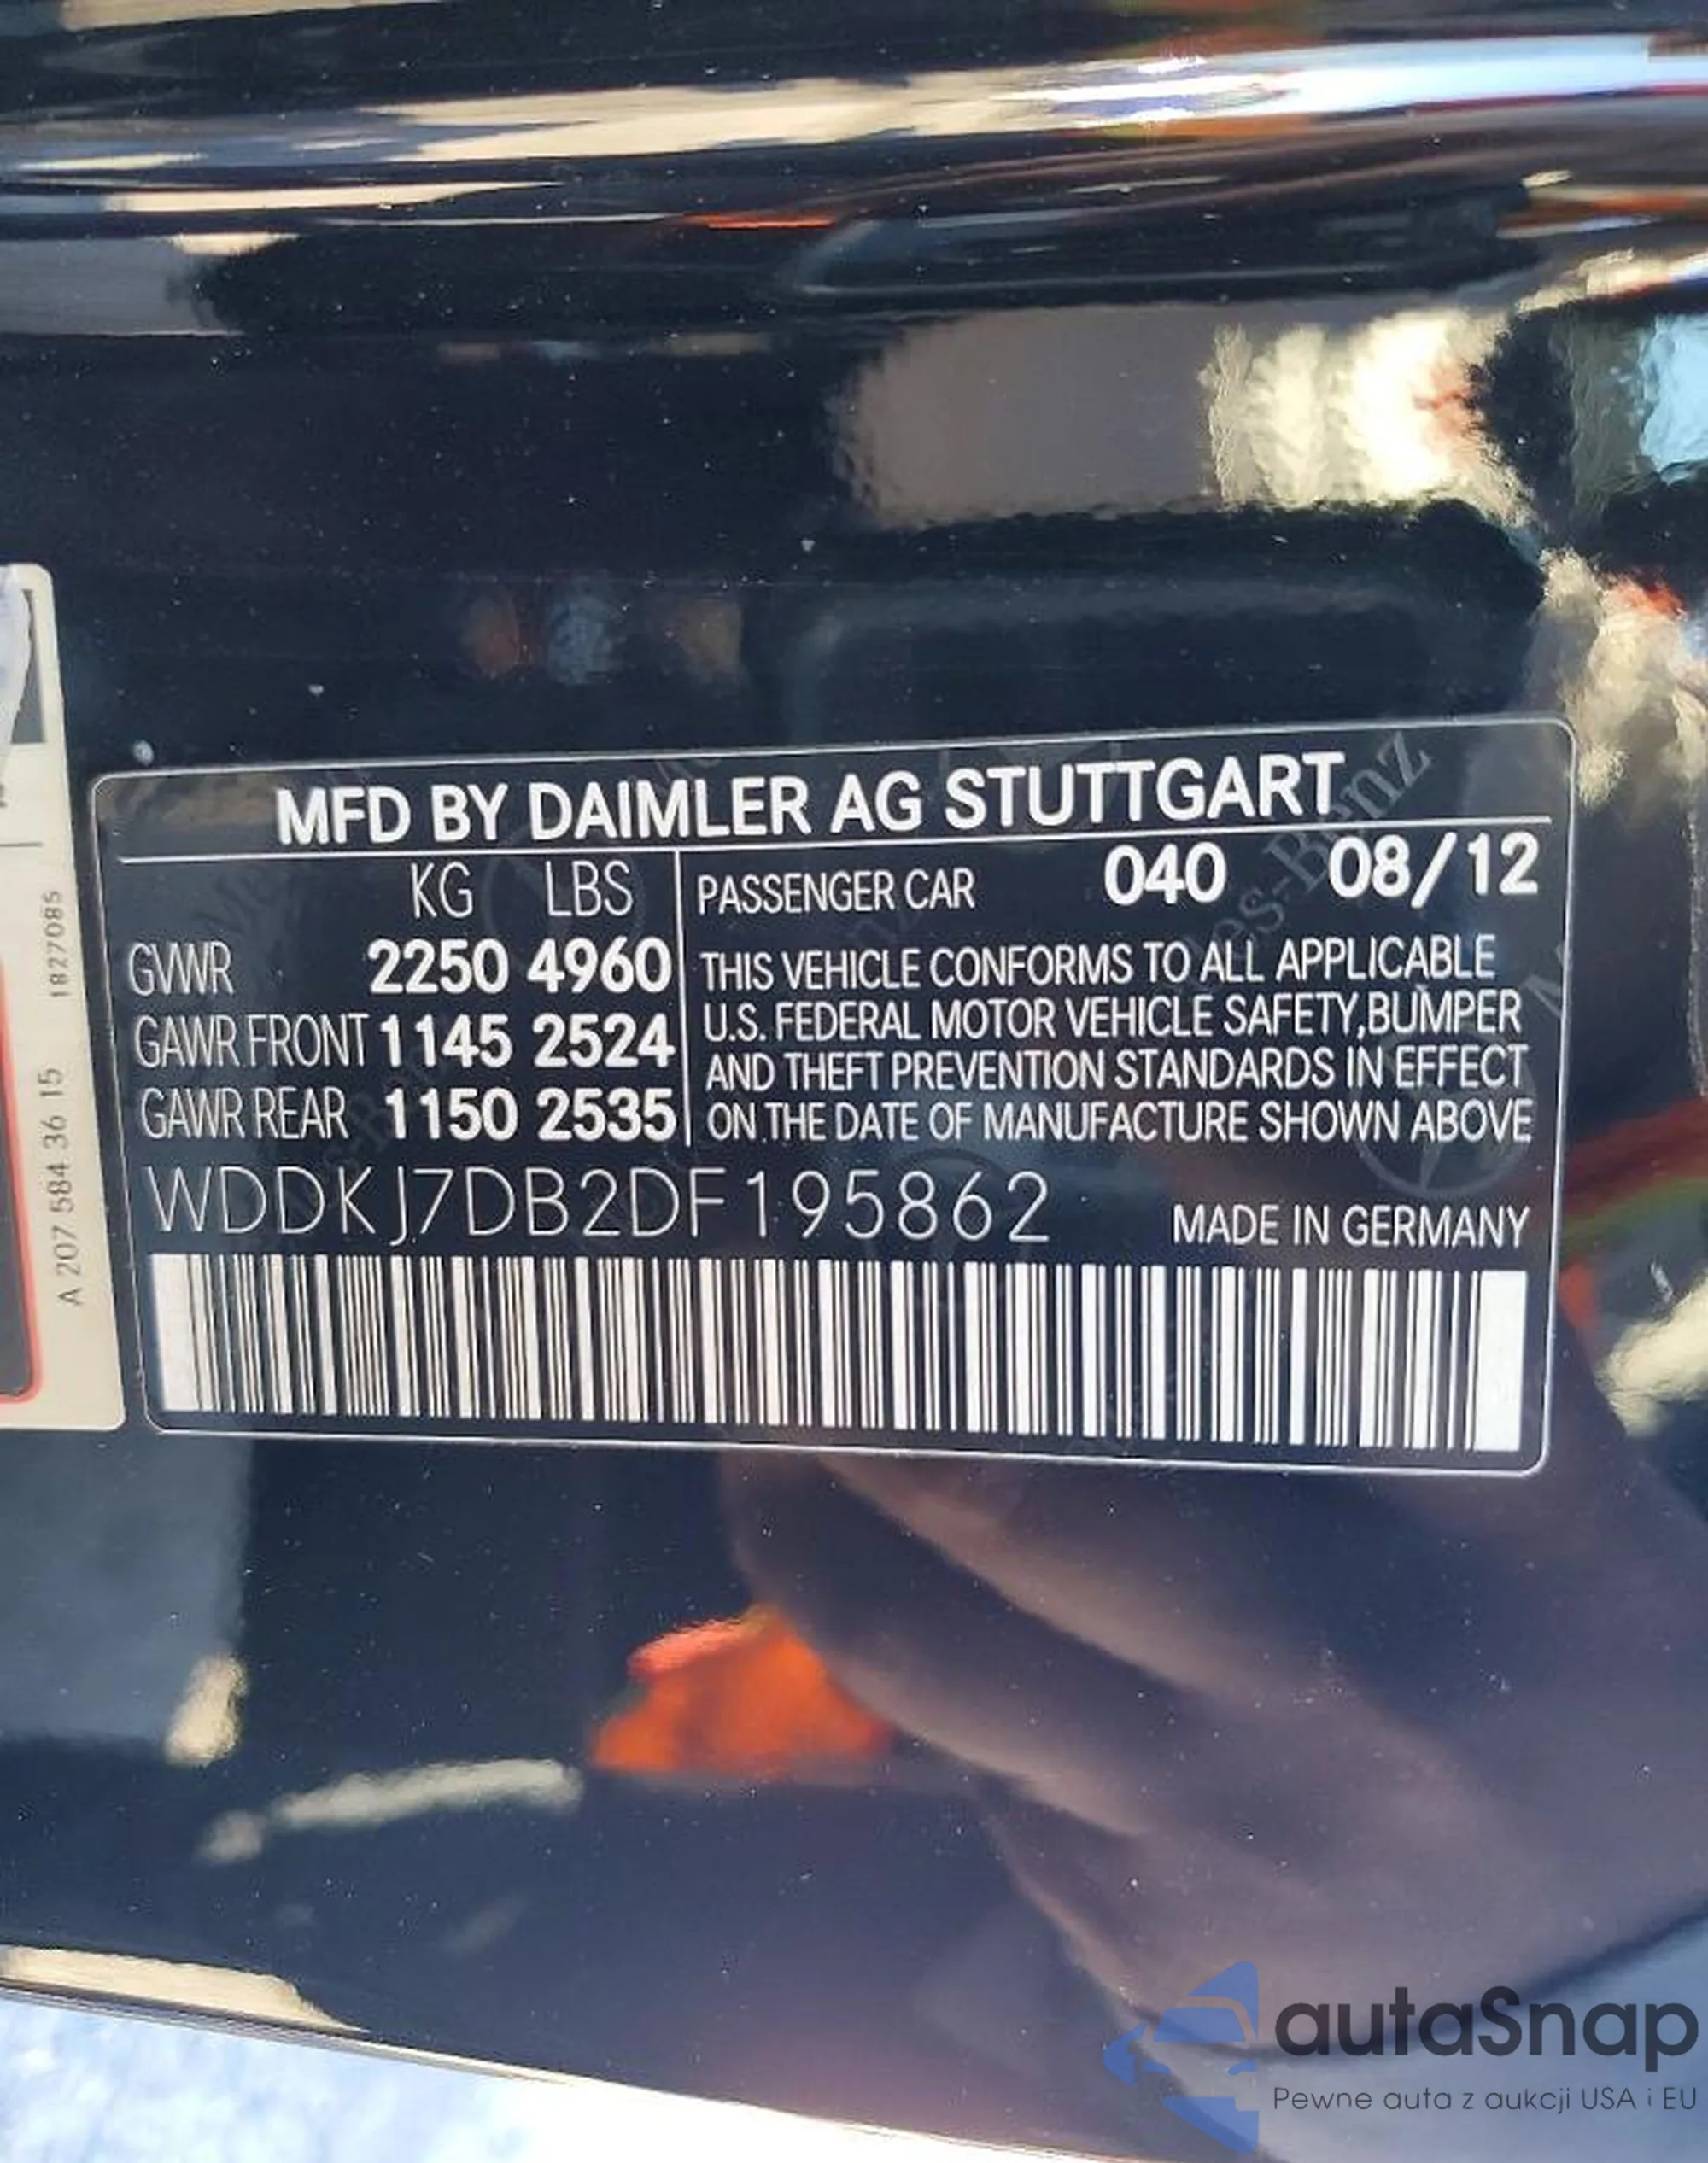 MFD BY DAIMLER AG STUTTGART
KG LBS
GVWR 2250 4960
GAWR FRONT 1145 2524
GAWR REAR 1150 2535
PASSENGER CAR 040 08/12
THIS VEHICLE CONFORMS TO ALL APPLICABLE
U.S. FEDERAL MOTOR VEHICLE SAFETY,BUMPER
AND THEFT PREVENTION STANDARDS IN EFFECT
ON THE DATE OF MANUFACTURE SHOWN ABOVE
WDDKJ7DB2DF195862
MADE IN GERMANY
A 207 584 36 15 1827085
Mercedes-Benz
autaSnap
Pewne auta z aukcji USA i EU